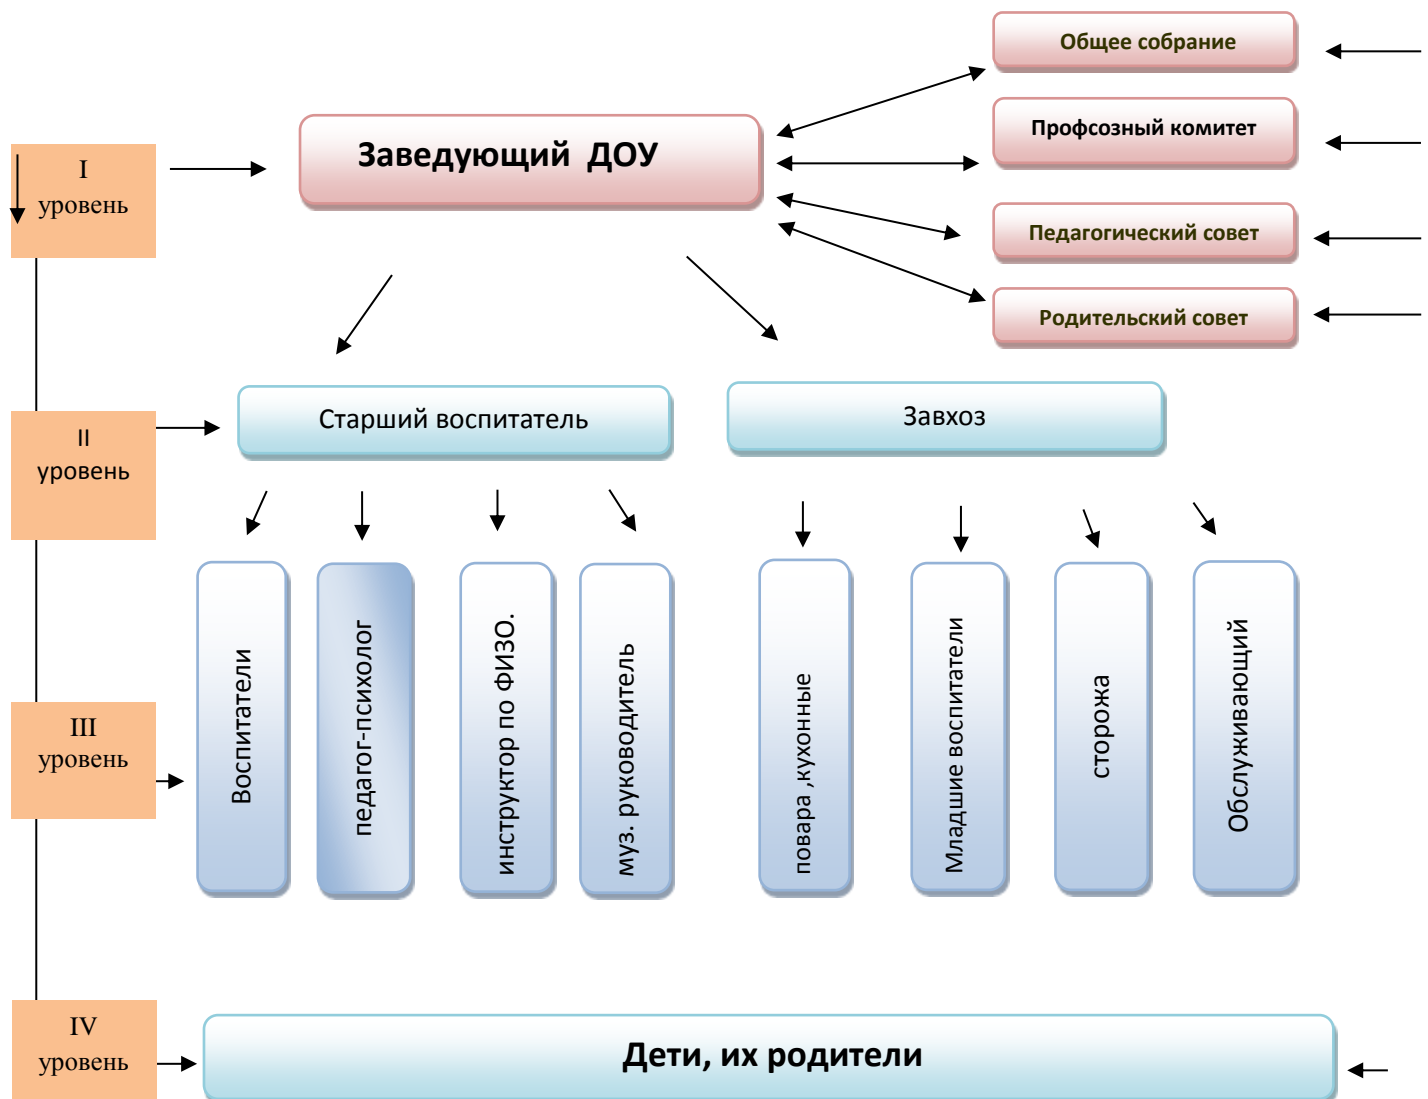 Общее собрание
Профсозный комитет
Заведующий ДОУ
I
уровень
Педагогический совет
Родительский совет
Старший воспитатель
Завхоз
II
уровень
Воспитатели
педагог-психолог
инструктор по ФИЗО.
муз. руководитель
повара ,кухонные
Младшие воспитатели
сторожа
Обслуживающий
III
уровень
IV
уровень
Дети, их родители